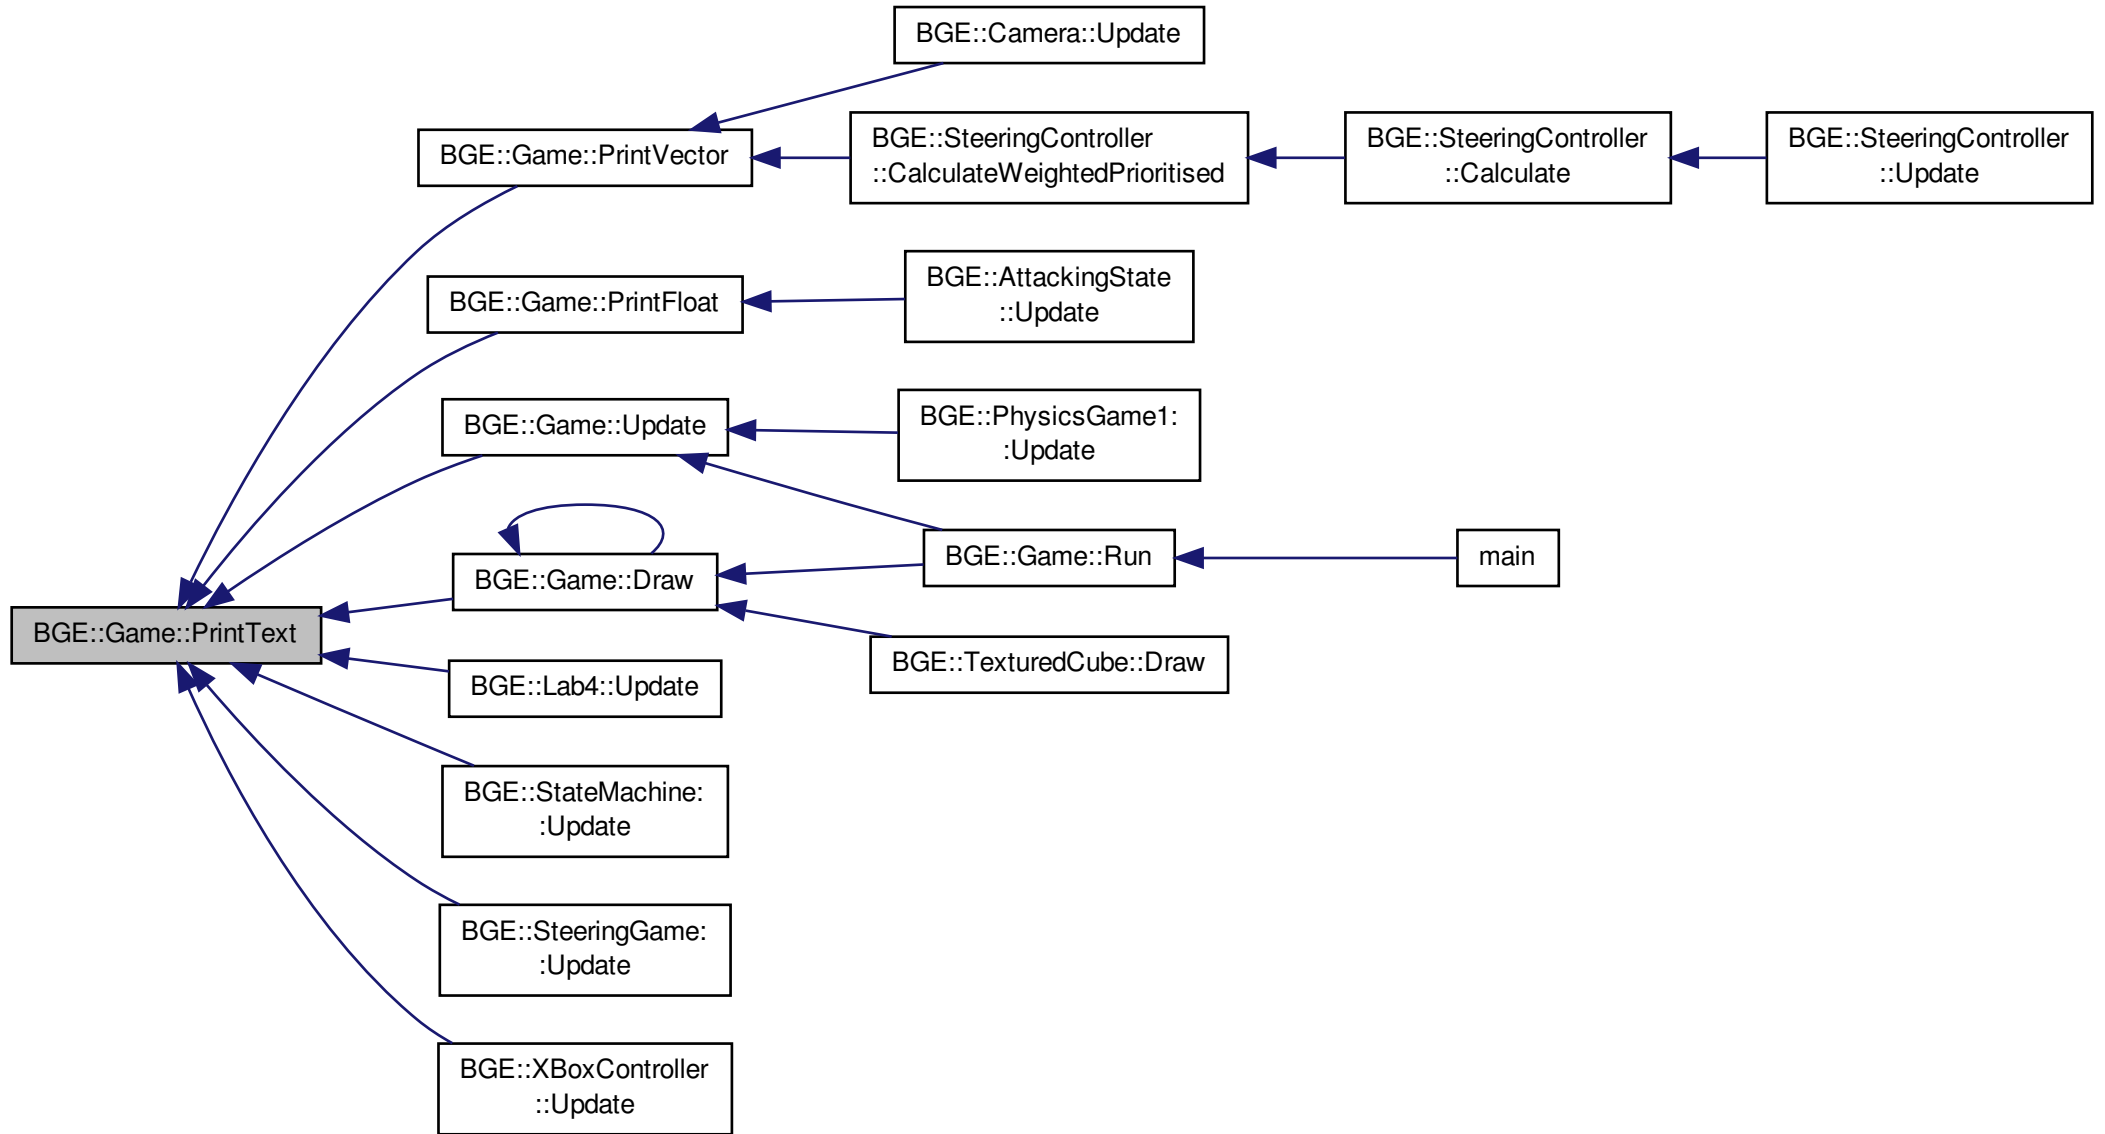 BGE::Camera::Update
BGE::Game::PrintVector
BGE::SteeringController
::CalculateWeightedPrioritised
BGE::SteeringController
::Calculate
BGE::SteeringController
::Update
BGE::Game::PrintFloat
BGE::AttackingState
::Update
BGE::Game::Update
BGE::PhysicsGame1:
:Update
BGE::Game::Draw
BGE::Game::Run
main
BGE::Game::PrintText
BGE::TexturedCube::Draw
BGE::Lab4::Update
BGE::StateMachine:
:Update
BGE::SteeringGame:
:Update
BGE::XBoxController
::Update